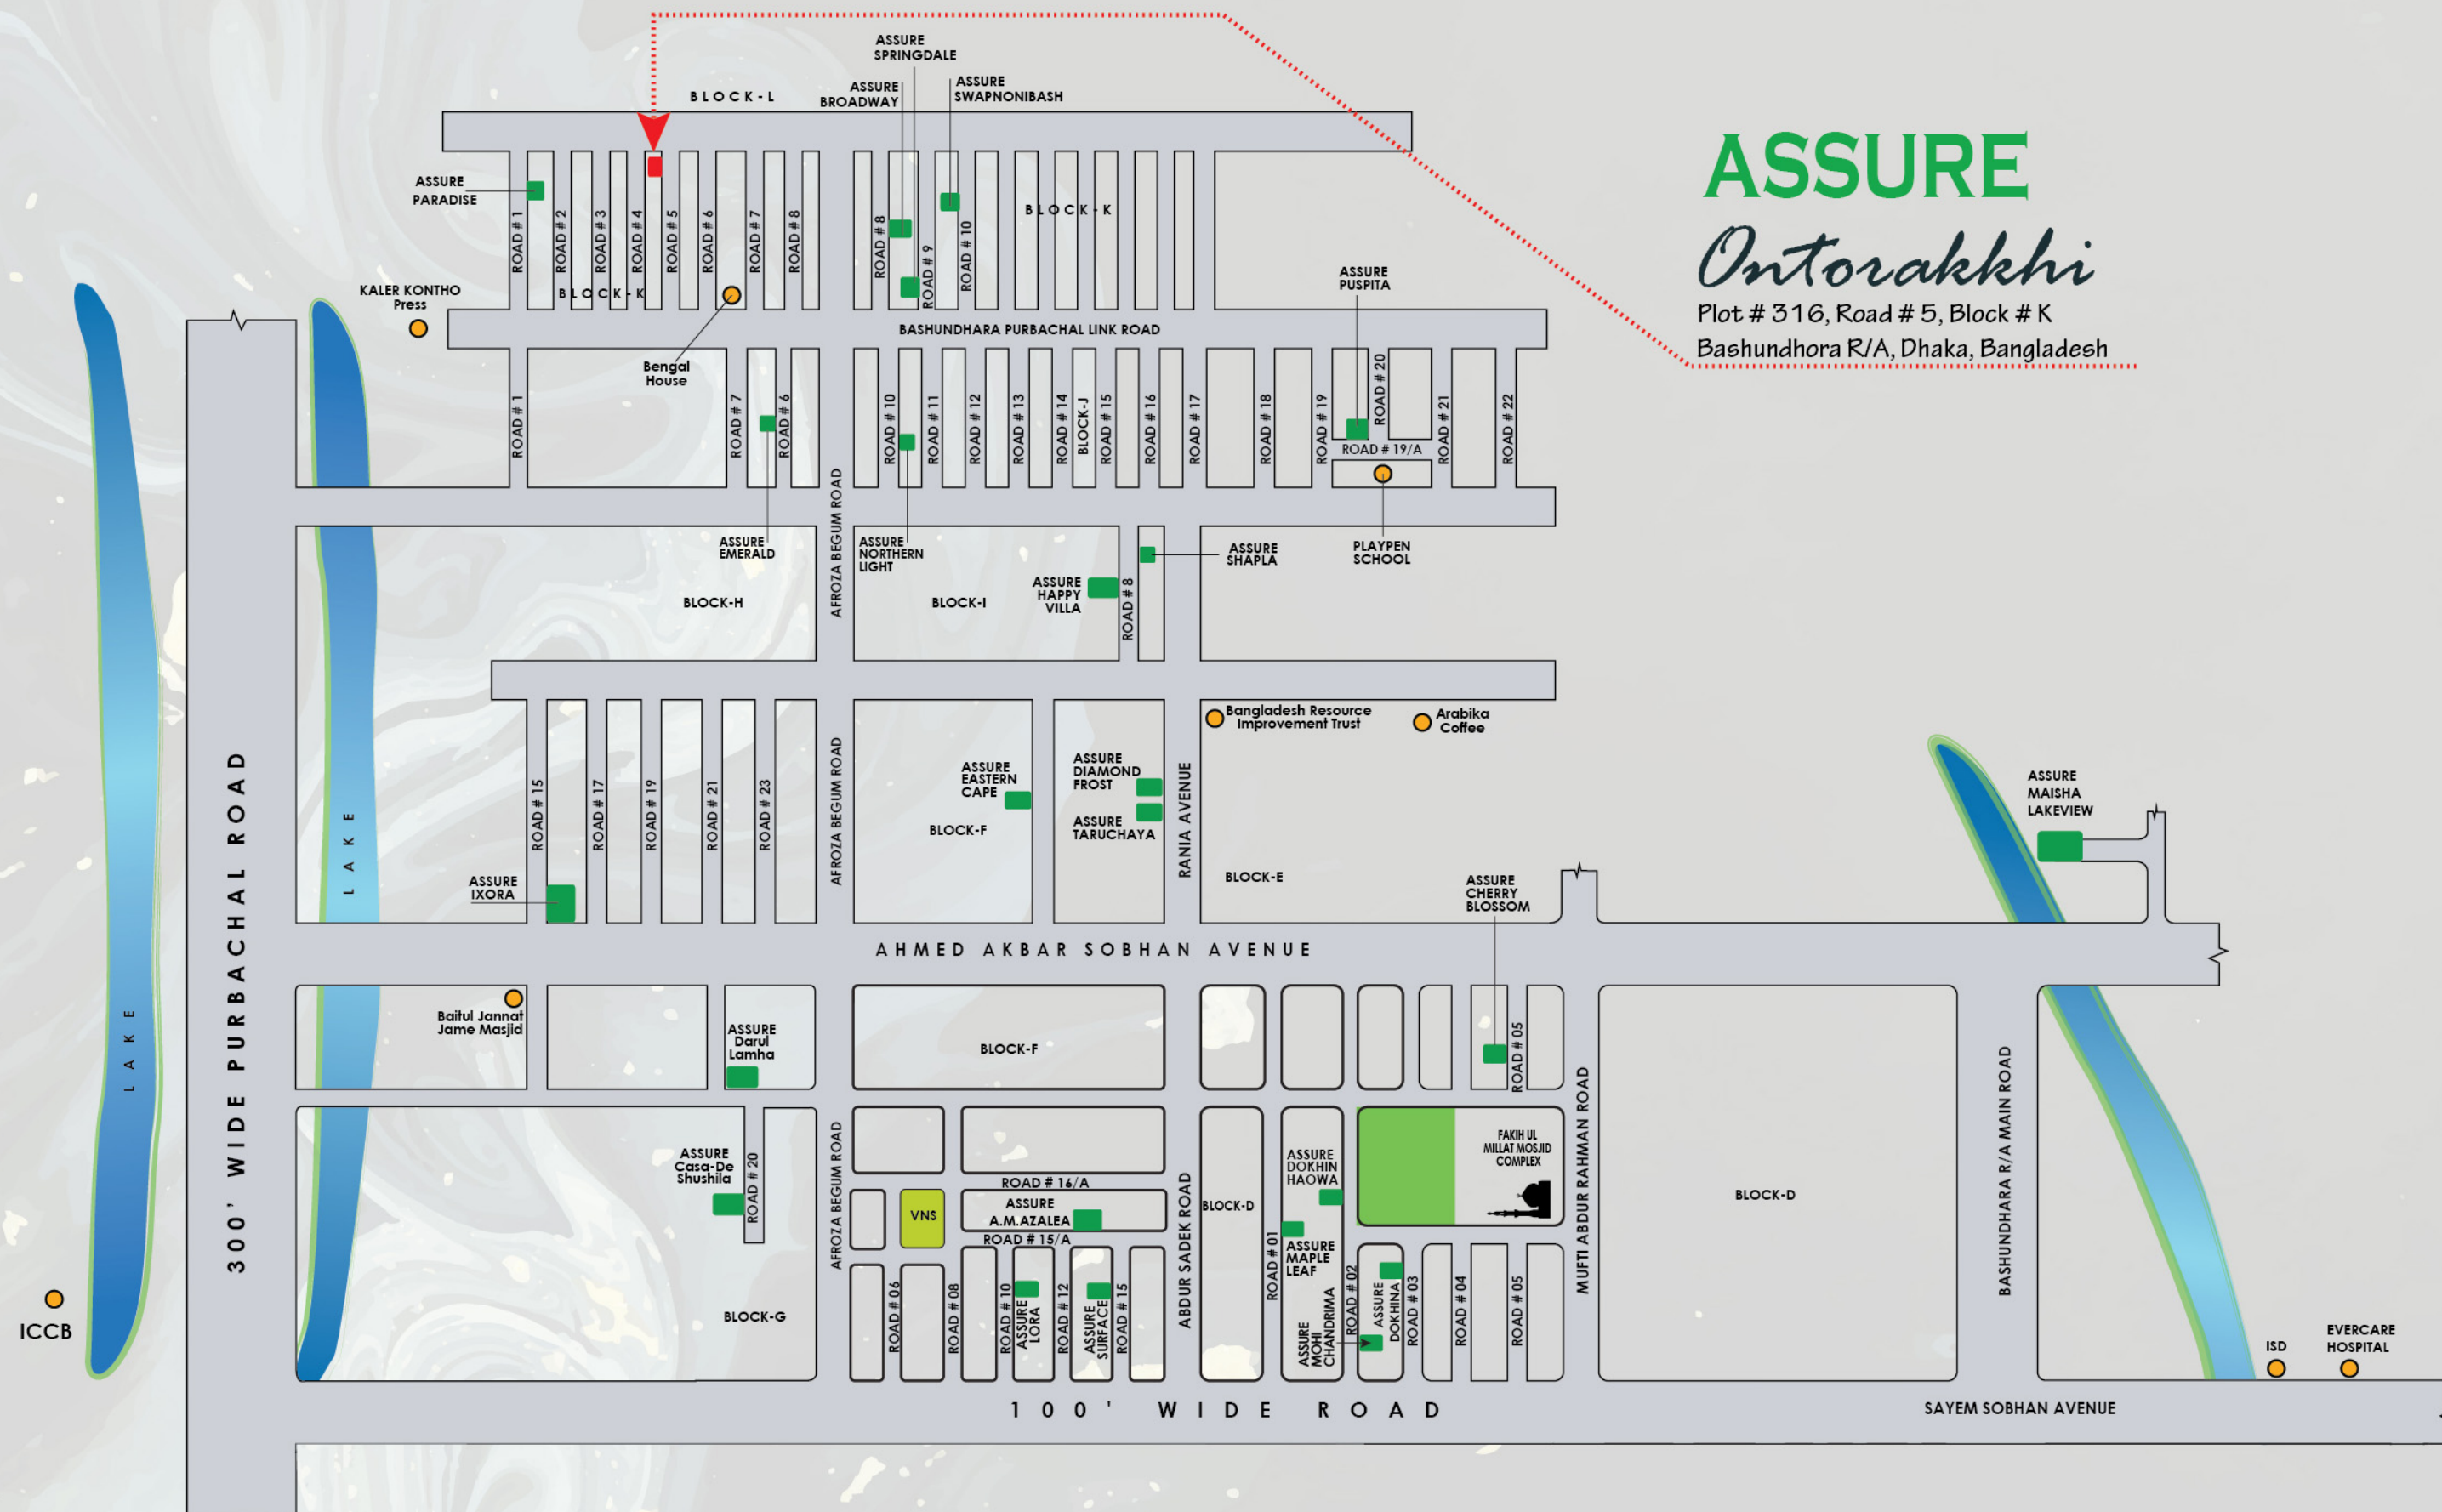 ASSURE
SPRINGDALE
ASSURE
BROADWAY
ASSURE
SWAPNONIBASH
BLOCK-L
ASSURE
Ontorakkhi
Plot # 316, Road # 5, Block # K
Bashundhora R/A, Dhaka, Bangladesh
ASSURE
PARADISE
ROAD # 1
ROAD # 2
ROAD # 3
ROAD # 4
ROAD # 5
ROAD # 6
ROAD # 7
ROAD # 8
ROAD # 8
ROAD # 9
ROAD # 10
BLOCK-K
BLOCK-K
KALER KONTHO
Press
ASSURE
PUSPITA
BASHUNDHARA PURBACHAL LINK ROAD
Bengal
House
ROAD # 1
ROAD # 7
ROAD # 6
ROAD # 10
ROAD # 11
ROAD # 12
ROAD # 13
ROAD # 14
BLOCK-J
ROAD # 15
ROAD # 16
ROAD # 17
ROAD # 18
ROAD # 19
ROAD # 20
ROAD # 19/A
ROAD # 21
ROAD # 22
ASSURE
EMERALD
AFROZA BEGUM ROAD
ASSURE
NORTHERN
LIGHT
ASSURE
SHAPLA
PLAYPEN
SCHOOL
BLOCK-H
BLOCK-I
ASSURE
HAPPY
VILLA
ROAD # 8
Bangladesh Resource
Improvement Trust
Arabika
Coffee
ROAD # 15
ROAD # 17
ROAD # 19
ROAD # 21
ROAD # 23
AFROZA BEGUM ROAD
ASSURE
EASTERN
CAPE
BLOCK-F
ASSURE
DIAMOND
FROST
ASSURE
TARUCHAYA
RANIA AVENUE
BLOCK-E
ASSURE
IXORA
ASSURE
CHERRY
BLOSSOM
ASSURE
MAISHA
LAKEVIEW
LAKE
LAKE
300' WIDE PURBACHAL ROAD
AHMED AKBAR SOBHAN AVENUE
Baitul Jannat
Jame Masjid
ASSURE
Darul
Lamha
BLOCK-F
ROAD # 05
MUFTI ABDUR RAHMAN ROAD
BASHUNDHARA R/A MAIN ROAD
ASSURE
Casa-De
Shushila
ROAD # 20
AFROZA BEGUM ROAD
ROAD # 16/A
VNS
ASSURE
A.M.AZALEA
ROAD # 15/A
ABDUR SADEK ROAD
BLOCK-D
ASSURE
DOKHIN
HAOWA
FAKIH UL
MILLAT MOSJID
COMPLEX
BLOCK-D
ROAD # 01
ASSURE
MAPLE
LEAF
BLOCK-G
ROAD # 06
ROAD # 08
ROAD # 10
ASSURE
LORA
ROAD # 12
ASSURE
SURFACE
ROAD # 15
ASSURE
MOHI
CHANDRIMA
ROAD # 02
ASSURE
DOKHINA
ROAD # 03
ROAD # 04
ROAD # 05
ICCB
ISD
EVERCARE
HOSPITAL
100' WIDE ROAD
SAYEM SOBHAN AVENUE